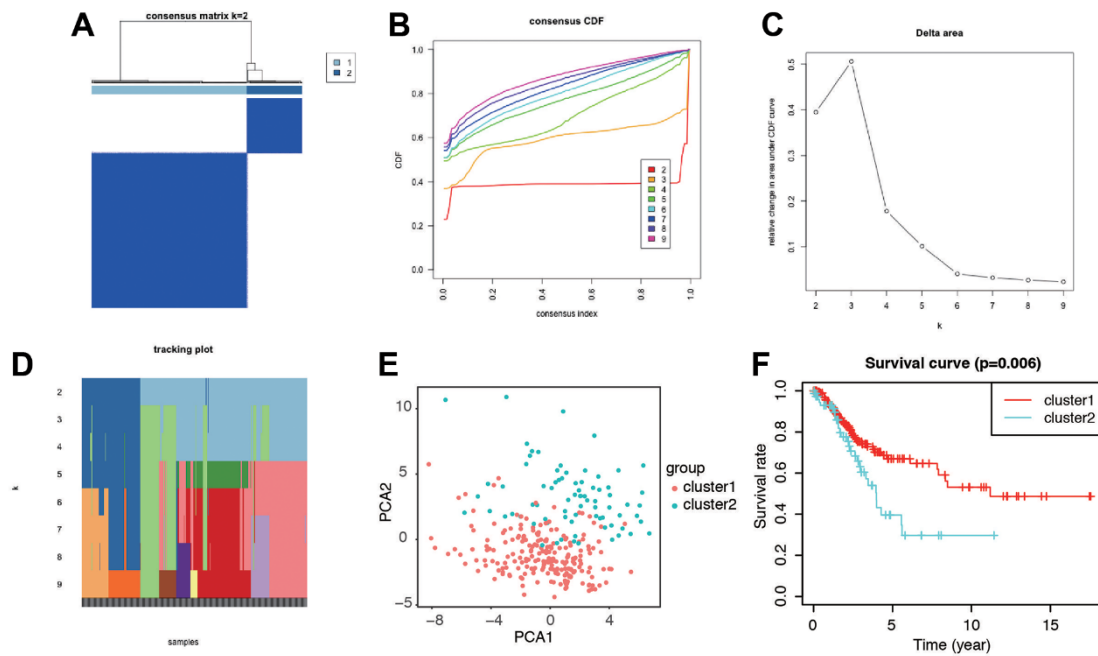 A
consensus matrix k=2
1
2
B
consensus CDF
CDF
1.0
0.8
0.6
0.4
0.2
0.0
2
3
4
5
6
7
8
9
0.0
0.2
0.4
0.6
0.8
1.0
consensus index
C
Delta area
relative change in area under CDF curve
0.5
0.4
0.3
0.2
0.1
2
3
4
5
6
7
8
9
k
D
tracking plot
k
2
3
4
5
6
7
8
9
samples
E
PCA2
10
5
0
−5
−8
−4
0
4
PCA1
group
cluster1
cluster2
F
Survival curve (p=0.006)
cluster1
cluster2
Survival rate
1.0
0.8
0.6
0.4
0.2
0.0
0
5
10
15
Time (year)